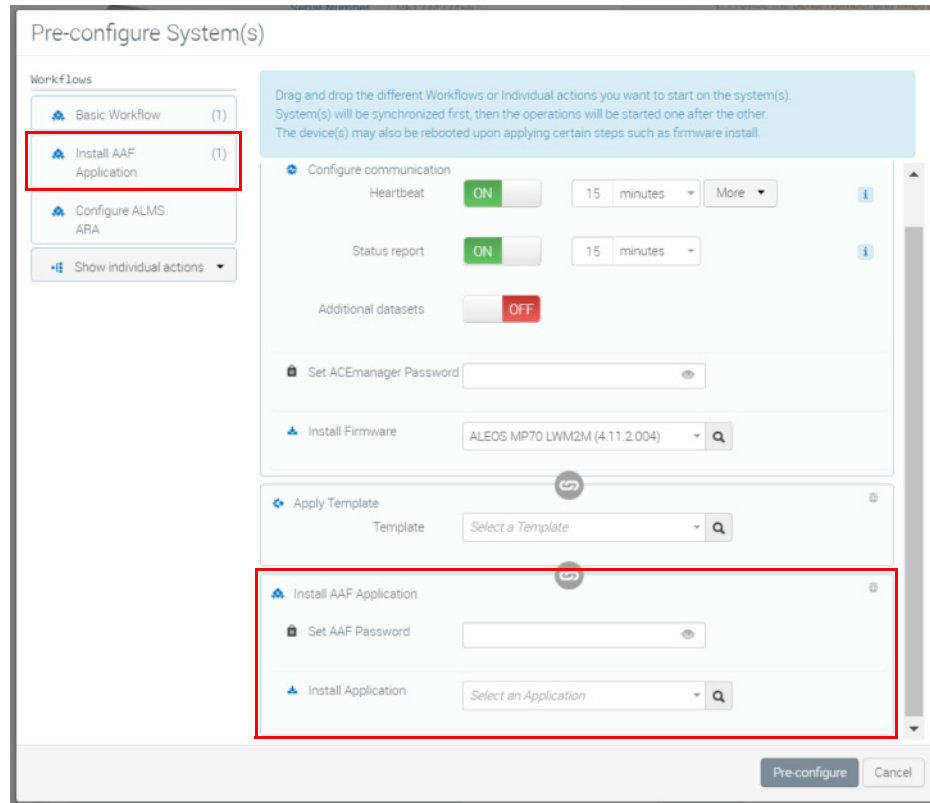 Serial Number
Pre-configure System(s)
Workflows
Basic Workflow (1)
Install AAF Application (1)
Configure ALMS ARA
Show individual actions
Drag and drop the different Workflows or Individual actions you want to start on the system(s).
System(s) will be synchronized first, then the operations will be started one after the other.
The device(s) may also be rebooted upon applying certain steps such as firmware install.
Configure communication
Heartbeat ON 15 minutes More
Status report ON 15 minutes
Additional datasets OFF
Set ACEmanager Password
Install Firmware ALEOS MP70 LWM2M (4.11.2.004)
Apply Template
Template Select a Template
Install AAF Application
Set AAF Password
Install Application Select an Application
Pre-configure Cancel